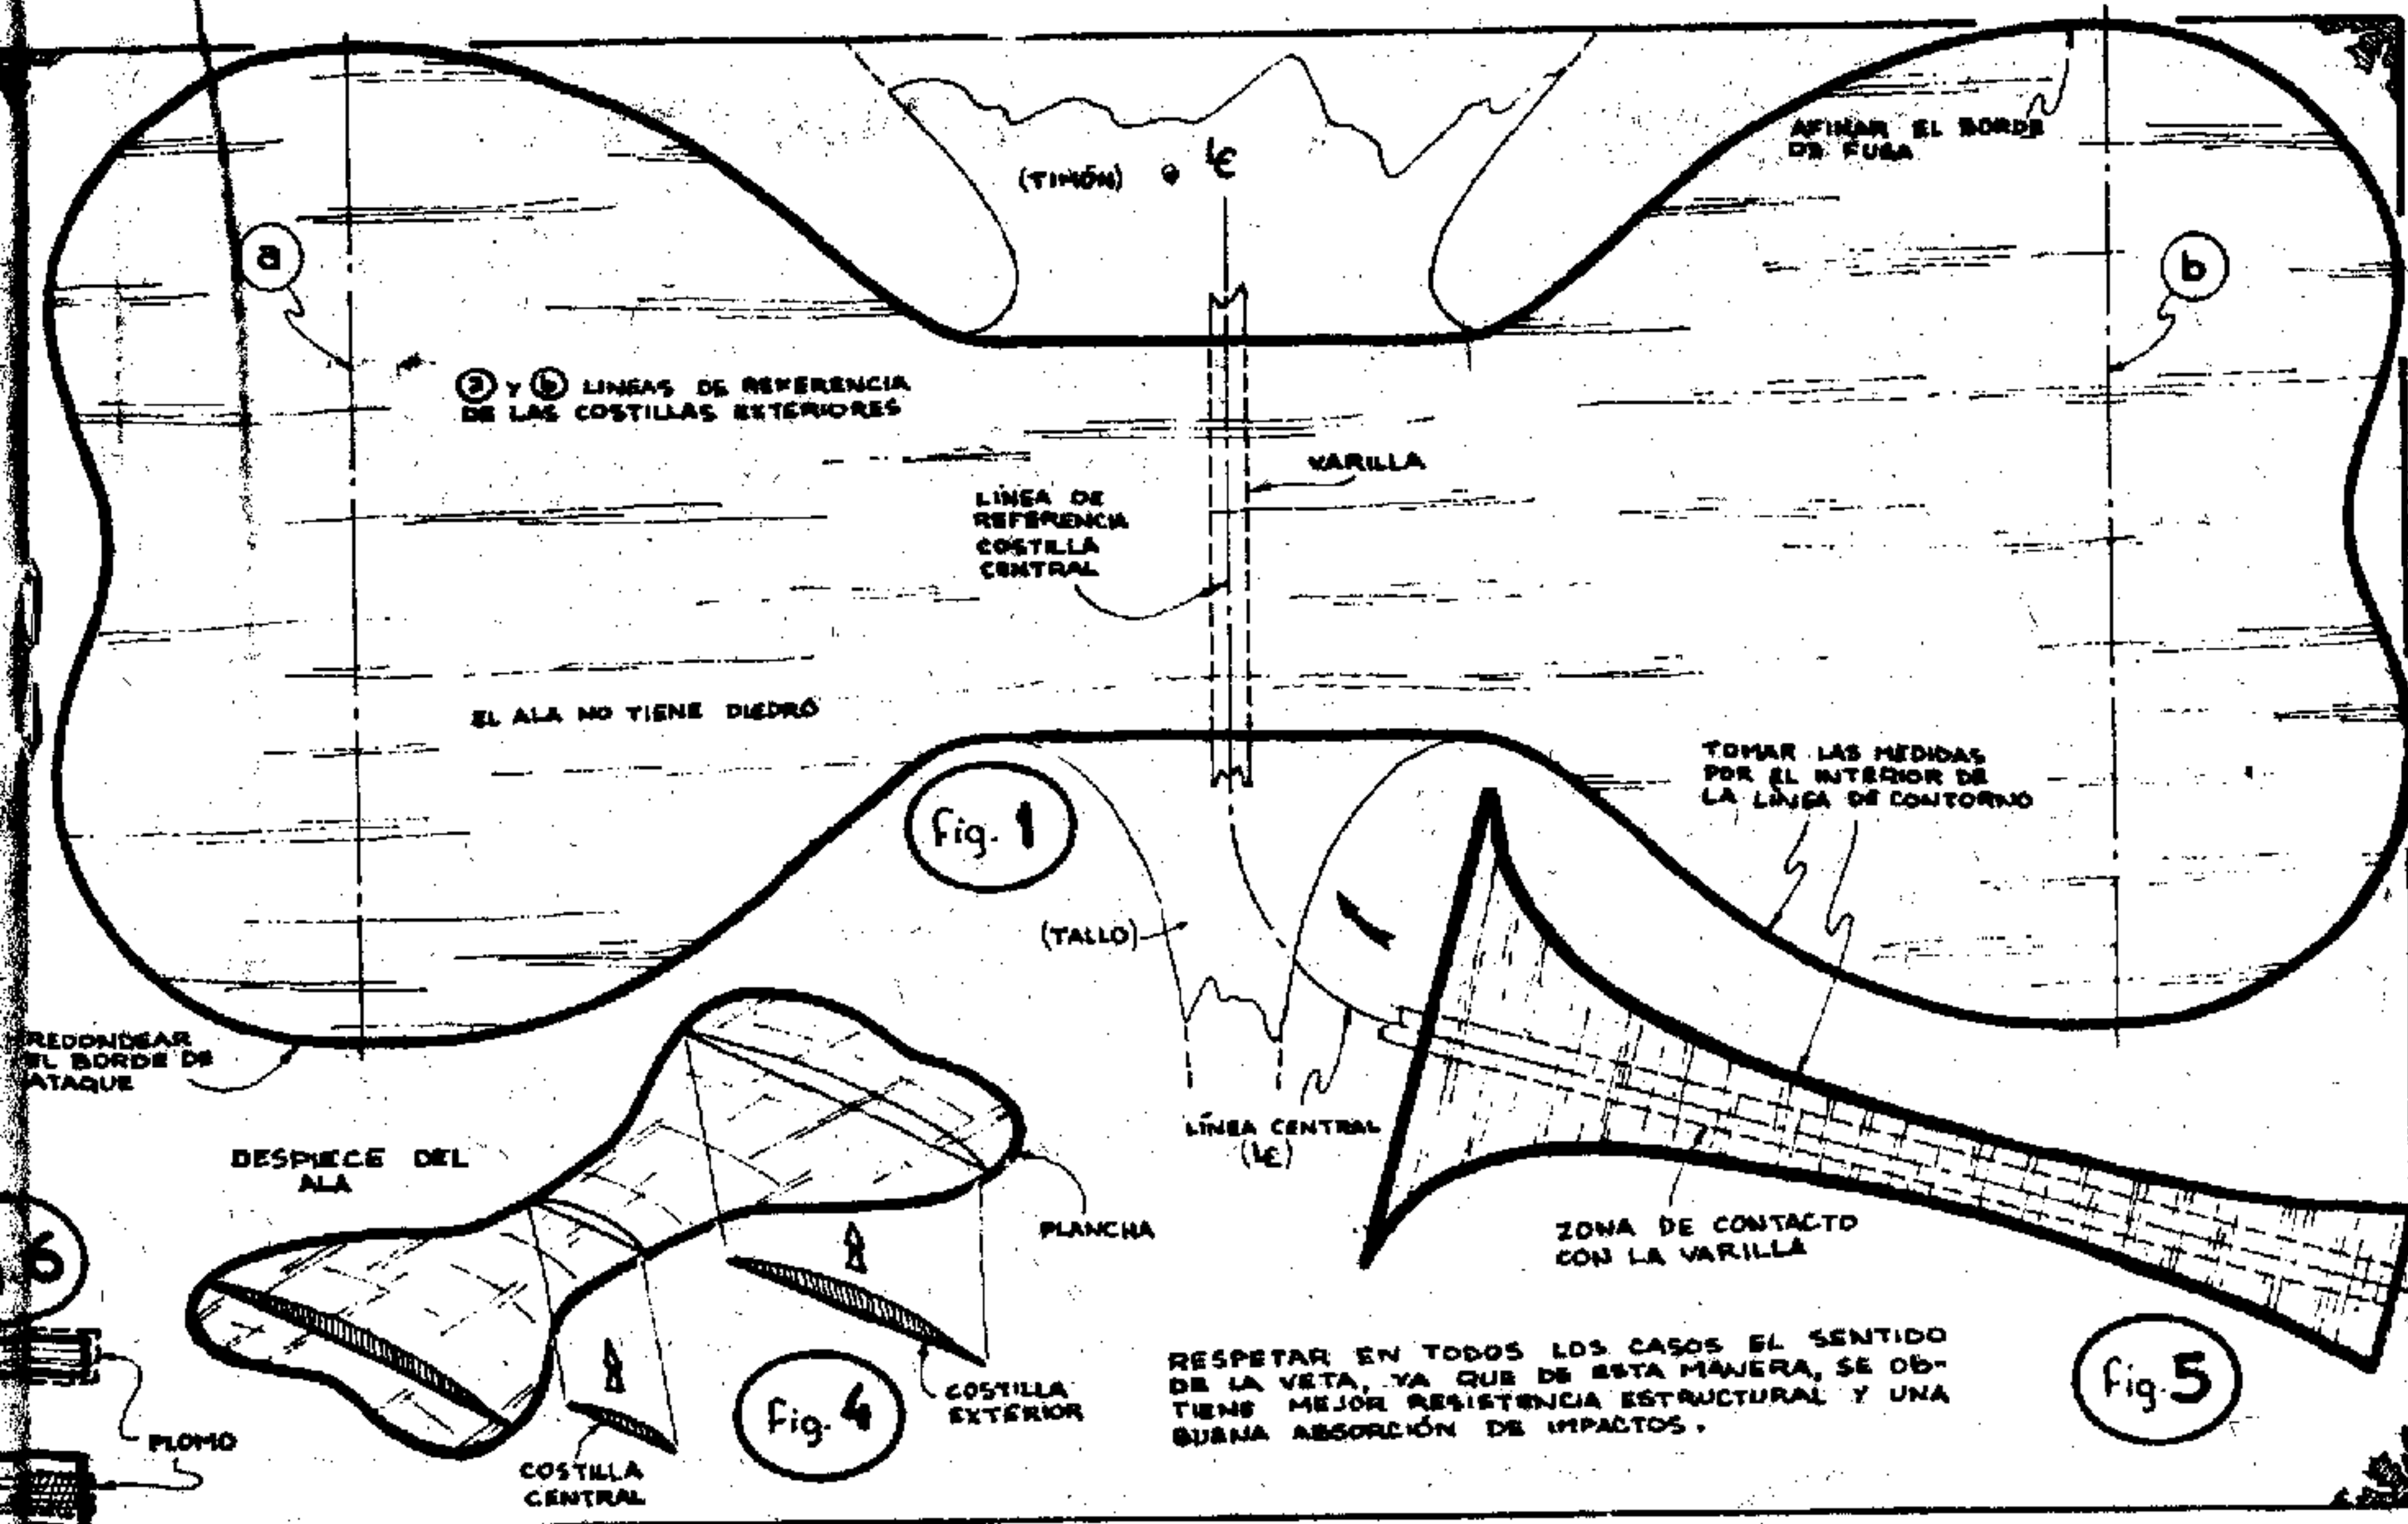 AFINAR EL BORDE
DE FUGA
(TIMÓN)
a
b
a Y b LINEAS DE REFERENCIA
DE LAS COSTILLAS EXTERIORES
VARILLA
LINEA DE
REFERENCIA
COSTILLA
CENTRAL
EL ALA NO TIENE DIEDRO
TOMAR LAS MEDIDAS
POR EL INTERIOR DE
LA LINEA DE CONTORNO
Fig. 1
(TALLO)
REDONDEAR
EL BORDE DE
ATAQUE
LÍNEA CENTRAL
DESPIECE DEL
ALA
PLANCHA
ZONA DE CONTACTO
CON LA VARILLA
6
COSTILLA
EXTERIOR
Fig. 4
Fig. 5
RESPETAR EN TODOS LOS CASOS EL SENTIDO
DE LA VETA, YA QUE DE ESTA MANERA, SE OB-
TIENE MEJOR RESISTENCIA ESTRUCTURAL Y UNA
BUENA ABSORCIÓN DE IMPACTOS.
PLOMO
COSTILLA
CENTRAL